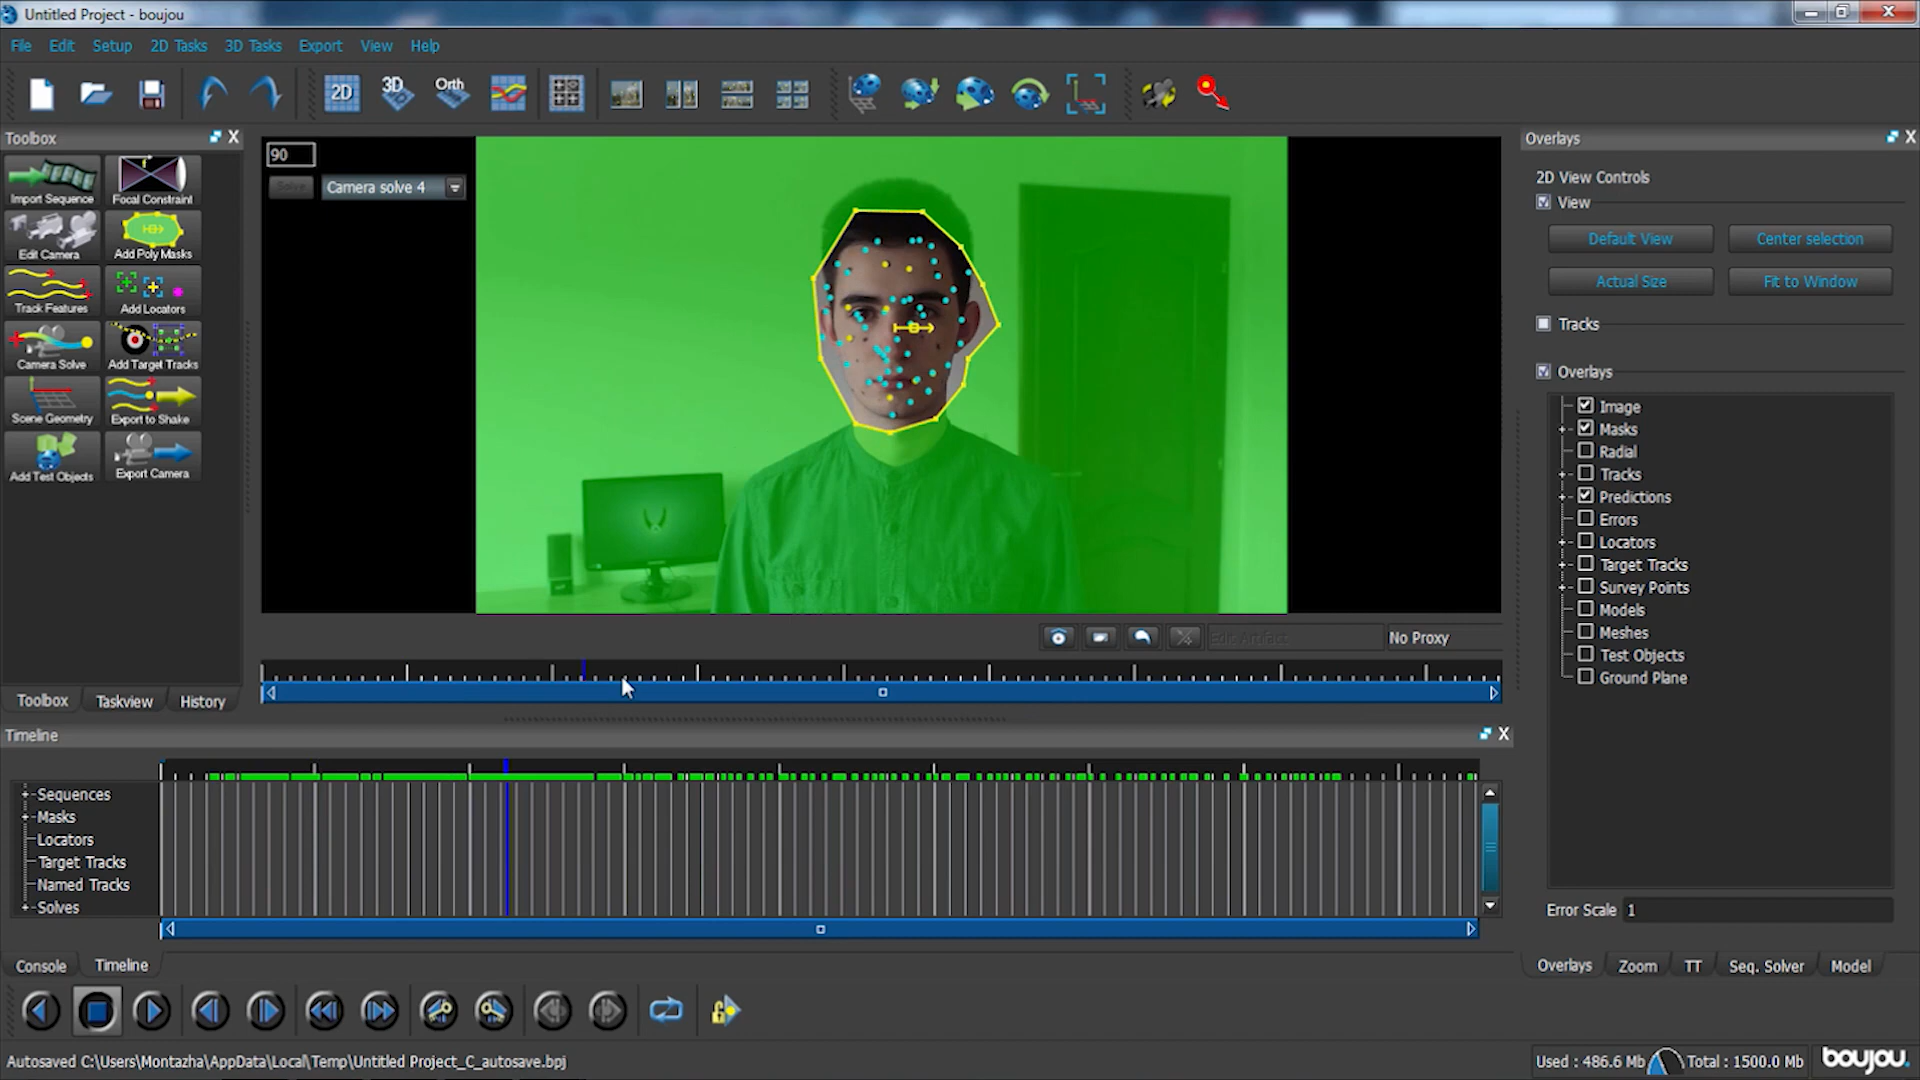 Untitled Project - boujou
File Edit Setup 2D Tasks 3D Tasks Export View Help
2D 3D Orth
Toolbox
Import Sequence Focal Constraint
Edit Camera Add Poly Masks
Track Features Add Locators
Camera Solve Add Target Tracks
Scene Geometry Export to Shake
Add Test Objects Export Camera
Toolbox Taskview History
90
Solve Camera solve 4
Edit Artifact No Proxy
Overlays
2D View Controls
View
Default View Center selection
Actual Size Fit to Window
Tracks
Overlays
Image
Masks
Radial
Tracks
Predictions
Errors
Locators
Target Tracks
Survey Points
Models
Meshes
Test Objects
Ground Plane
Error Scale 1
Overlays Zoom TT Seq. Solver Model
Timeline
Sequences
Masks
Locators
Target Tracks
Named Tracks
Solves
Console Timeline
Autosaved C:\Users\Montazha\AppData\Local\Temp\Untitled Project_C_autosave.bpj
Used : 486.6 Mb Total : 1500.0 Mb boujou